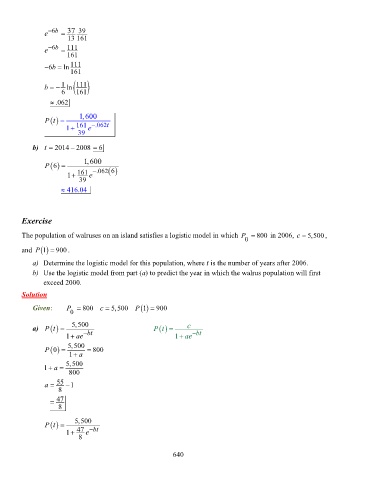 e^{-6b} = \frac{37}{13} \frac{39}{161}
e^{-6b} = \frac{111}{161}
-6b = ln \frac{111}{161}
b = -\frac{1}{6} ln(\frac{111}{161})
≈ .062
P(t) = \frac{1,600}{1 + \frac{161}{39} e^{-.062t}}
b) t = 2014 – 2008 = 6
P(6) = \frac{1,600}{1 + \frac{161}{39} e^{-.062(6)}}
≈ 416.04
Exercise
The population of walruses on an island satisfies a logistic model in which P_0 = 800 in 2006, c = 5,500,
and P(1) = 900.
a) Determine the logistic model for this population, where t is the number of years after 2006.
b) Use the logistic model from part (a) to predict the year in which the walrus population will first
exceed 2000.
Solution
Given: P_0 = 800 c = 5,500 P(1) = 900
a) P(t) = \frac{5,500}{1 + ae^{-bt}} P(t) = \frac{c}{1 + ae^{-bt}}
P(0) = \frac{5,500}{1 + a} = 800
1 + a = \frac{5,500}{800}
a = \frac{55}{8} – 1
= \frac{47}{8}
P(t) = \frac{5,500}{1 + \frac{47}{8} e^{-bt}}
640